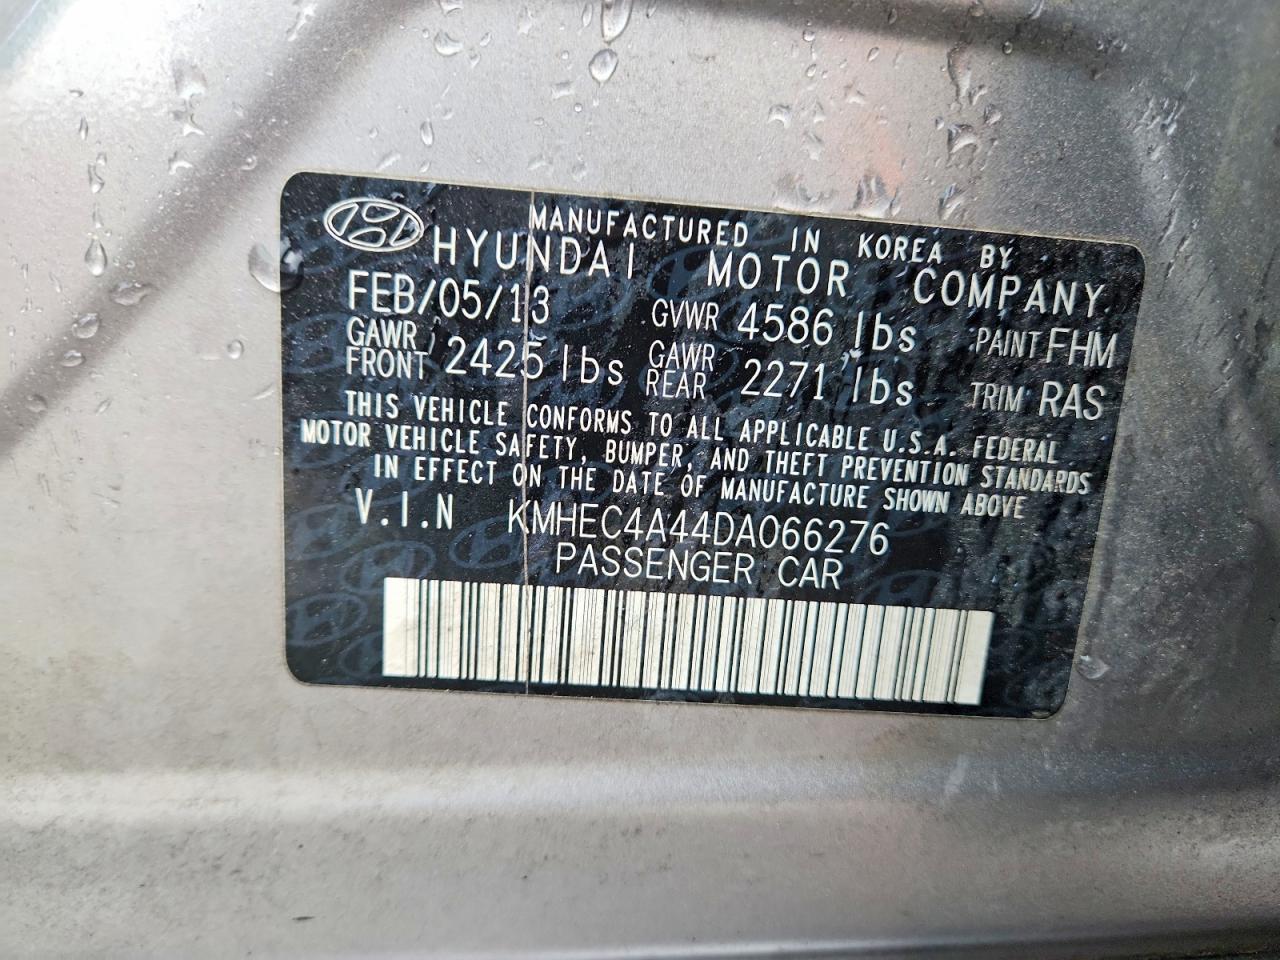 MANUFACTURED IN KOREA BY
HYUNDAI MOTOR COMPANY
FEB/05/13 GVWR 4586 lbs PAINT FHM
GAWR FRONT 2425 lbs GAWR REAR 2271 lbs TRIM RAS
THIS VEHICLE CONFORMS TO ALL APPLICABLE U.S.A. FEDERAL
MOTOR VEHICLE SAFETY, BUMPER, AND THEFT PREVENTION STANDARDS
IN EFFECT ON THE DATE OF MANUFACTURE SHOWN ABOVE
V.I.N KMHEC4A44DA066276
PASSENGER CAR